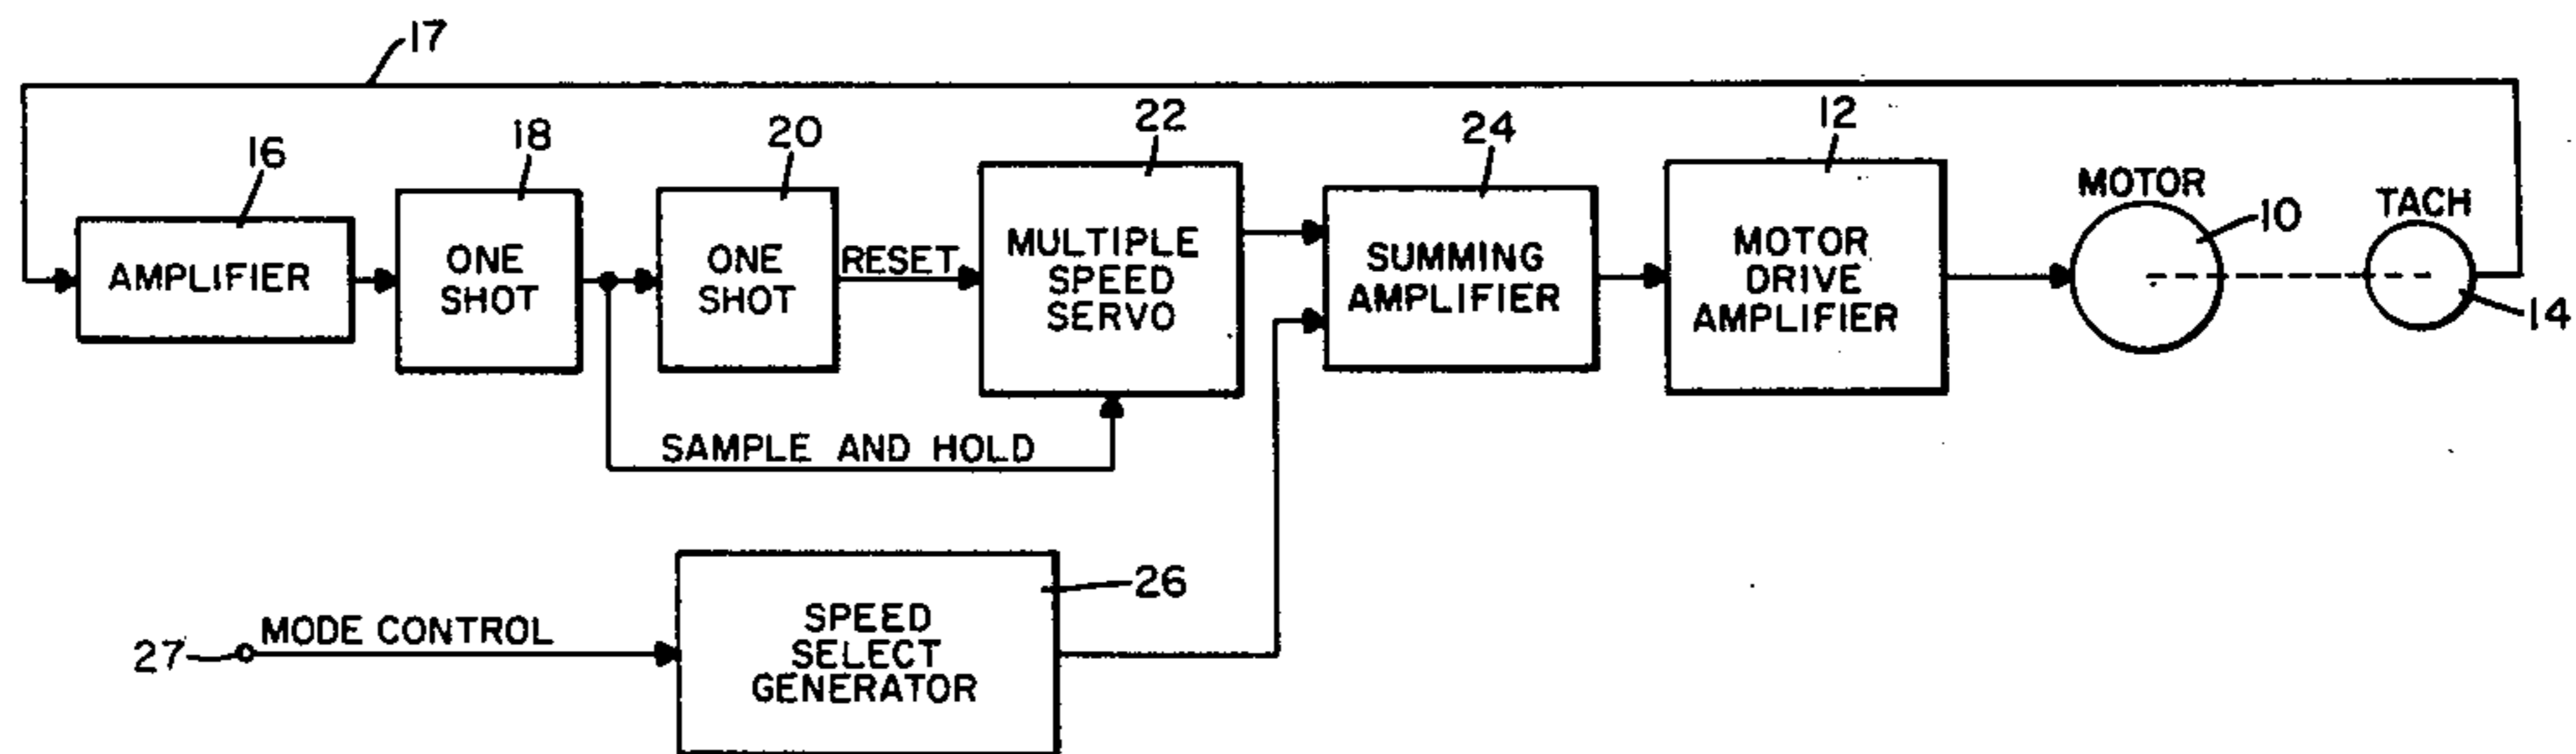 17
16
18
20
22
24
12
MOTOR
10
TACH
14
AMPLIFIER
ONE
SHOT
ONE
SHOT
RESET
MULTIPLE
SPEED
SERVO
SUMMING
AMPLIFIER
MOTOR
DRIVE
AMPLIFIER
SAMPLE AND HOLD
27
MODE CONTROL
SPEED
SELECT
GENERATOR
26